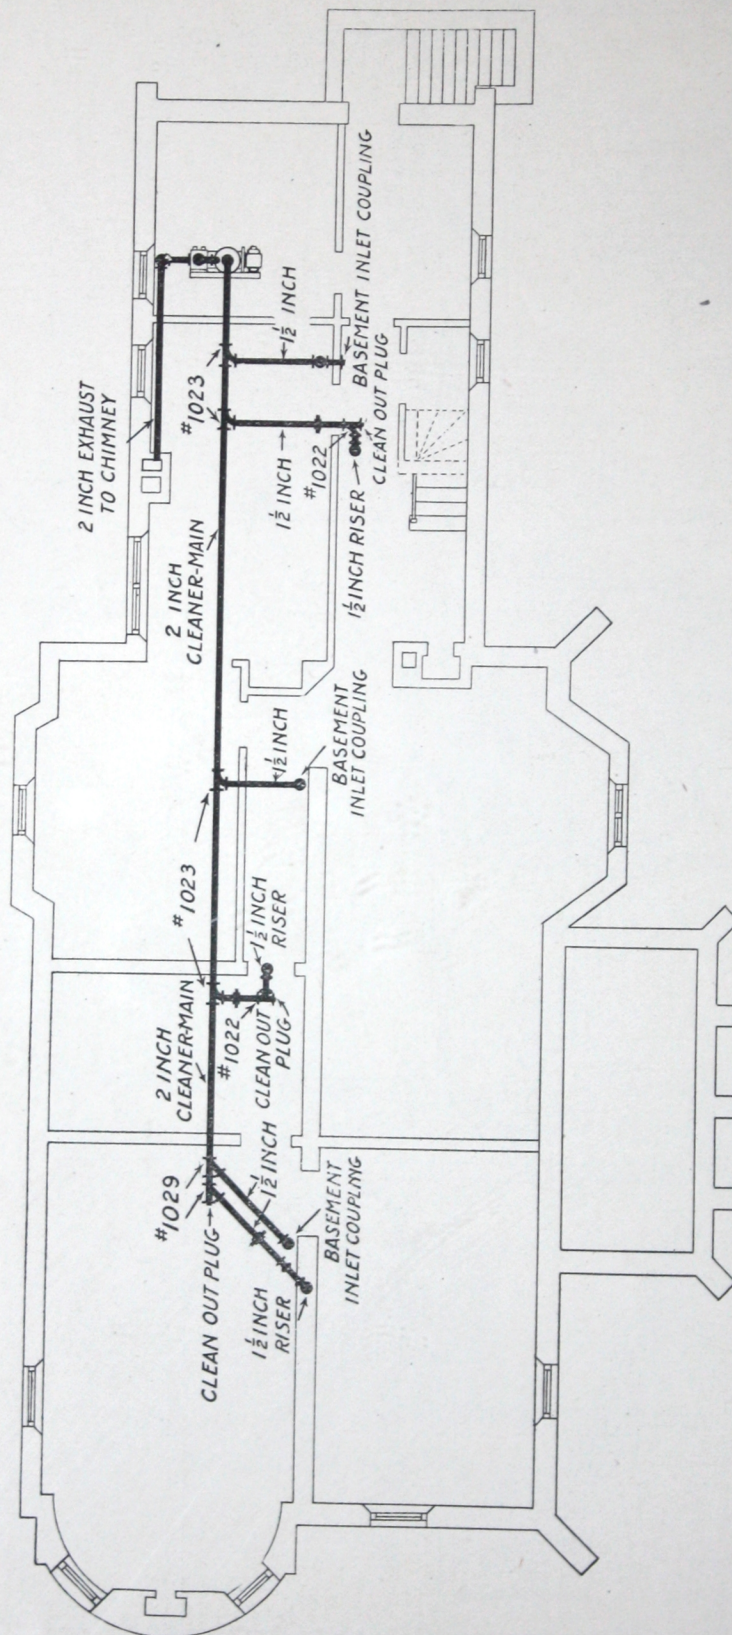 2 INCH EXHAUST
TO CHIMNEY
#1023
1½ INCH
BASEMENT INLET COUPLING
CLEAN OUT PLUG
#1022
1½ INCH
1½ INCH RISER
2 INCH
CLEANER-MAIN
1½ INCH
BASEMENT
INLET COUPLING
#1023
1½ INCH
RISER
2 INCH
CLEANER-MAIN
#1022
CLEAN OUT
PLUG
1½ INCH
#1029
CLEAN OUT PLUG
BASEMENT
INLET COUPLING
1½ INCH
RISER